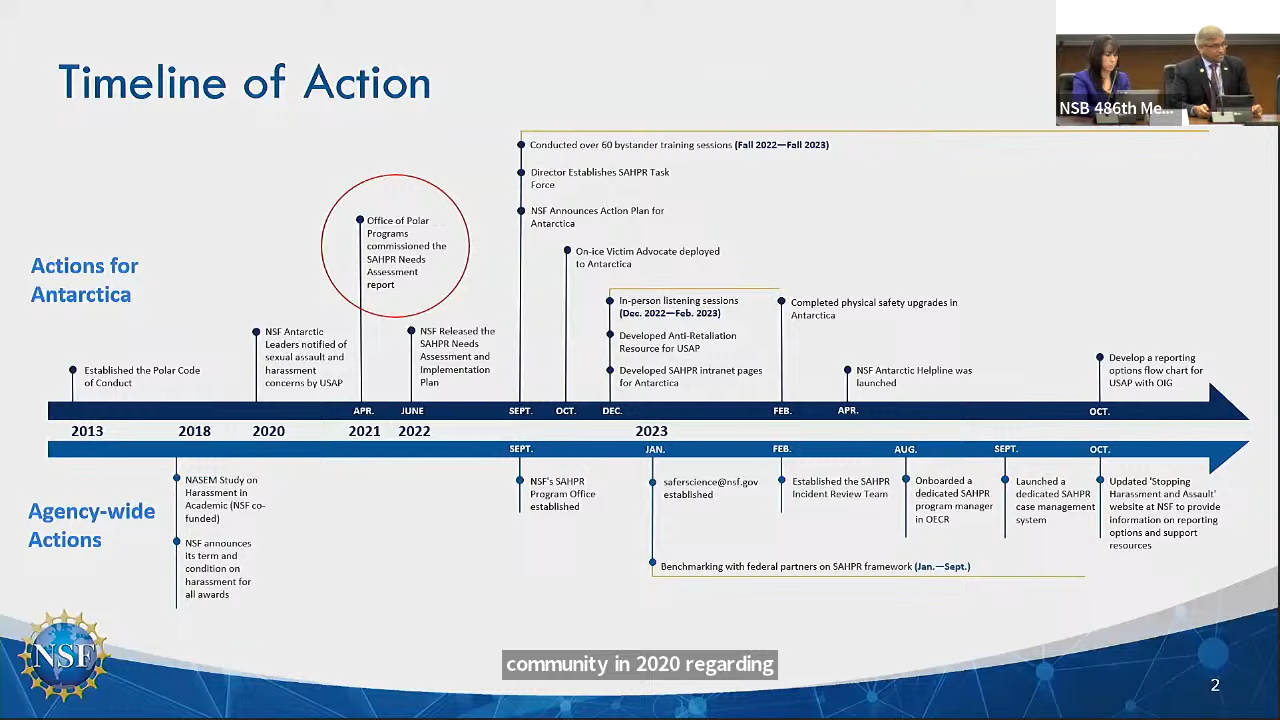 Timeline of Action
NSB 486th Me...
Conducted over 60 bystander training sessions (Fall 2022—Fall 2023)
Director Establishes SAHPR Task
Force
NSF Announces Action Plan for
Antarctica
Office of Polar
Programs
commissioned the
SAHPR Needs
Assessment
report
On-ice Victim Advocate deployed
to Antarctica
Actions for
Antarctica
In-person listening sessions
(Dec. 2022—Feb. 2023)
Developed Anti-Retaliation
Resource for USAP
Developed SAHPR intranet pages
for Antarctica
Completed physical safety upgrades in
Antarctica
Established the Polar Code
of Conduct
NSF Antarctic
Leaders notified of
sexual assault and
harassment
concerns by USAP
NSF Released the
SAHPR Needs
Assessment and
Implementation
Plan
NSF Antarctic Helpline was
launched
Develop a reporting
options flow chart for
USAP with OIG
APR. JUNE SEPT. OCT. DEC. FEB. APR. OCT.
2013 2018 2020 2021 2022 2023
SEPT. JAN. FEB. AUG. SEPT. OCT.
Agency-wide
Actions
NASEM Study on
Harassment in
Academic (NSF co-
funded)
NSF announces
its term and
condition on
harassment for
all awards
NSF's SAHPR
Program Office
established
saferscience@nsf.gov
established
Established the SAHPR
Incident Review Team
Onboarded a
dedicated SAHPR
program manager
in OECR
Launched a
dedicated SAHPR
case management
system
Updated 'Stopping
Harassment and Assault'
website at NSF to provide
information on reporting
options and support
resources
Benchmarking with federal partners on SAHPR framework (Jan.—Sept.)
NSF
community in 2020 regarding
2